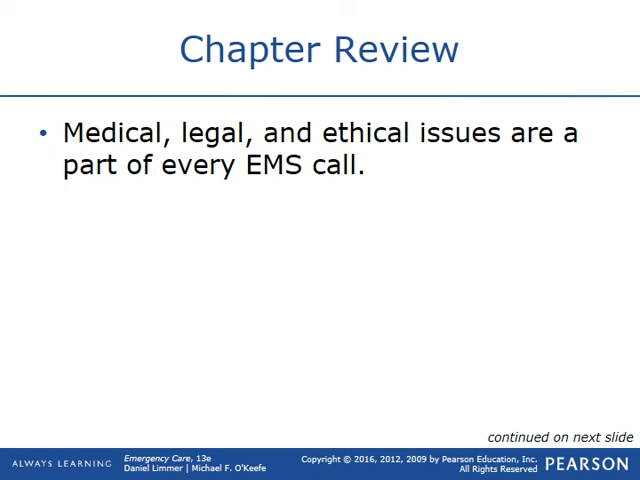 Chapter Review
• Medical, legal, and ethical issues are a
part of every EMS call.
continued on next slide
ALWAYS LEARNING
Emergency Care, 13e
Daniel Limmer | Michael F. O'Keefe
Copyright © 2016, 2012, 2009 by Pearson Education, Inc.
All Rights Reserved
PEARSON